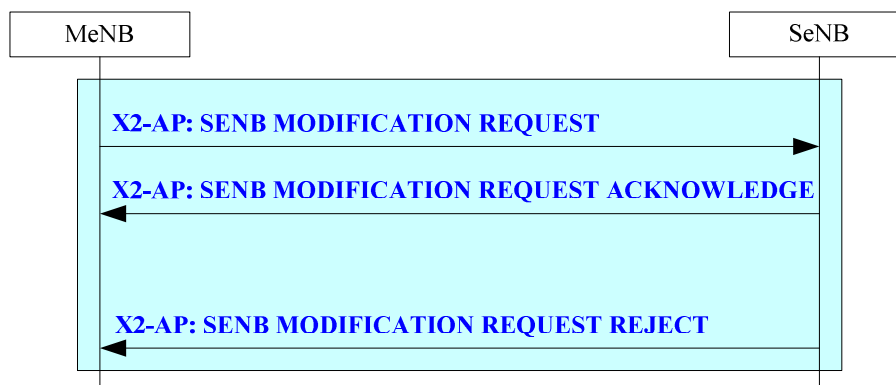 MeNB
SeNB
X2-AP: SENB MODIFICATION REQUEST
X2-AP: SENB MODIFICATION REQUEST ACKNOWLEDGE
X2-AP: SENB MODIFICATION REQUEST REJECT